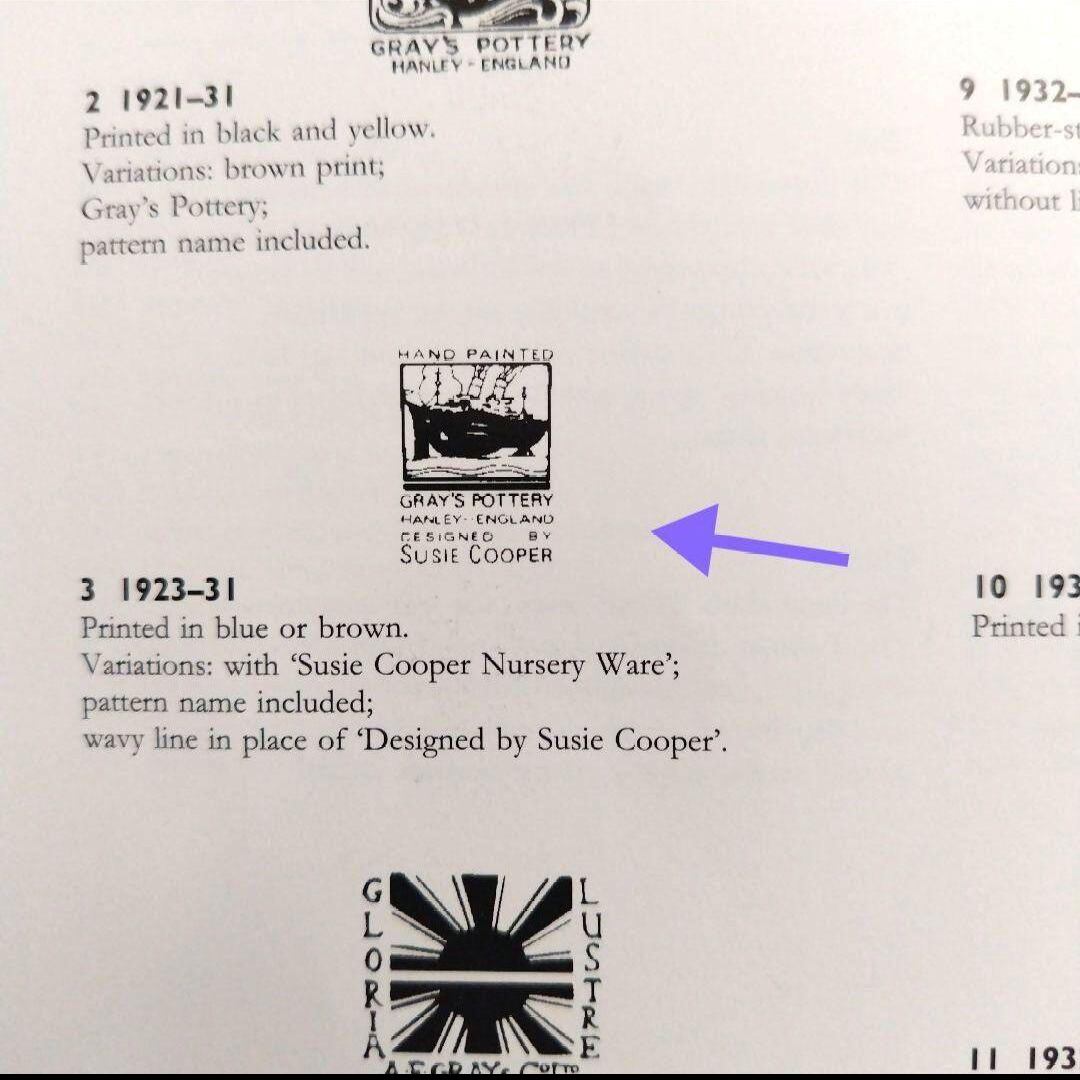 GRAY'S POTTERY
HANLEY - ENGLAND
2 1921–31
Printed in black and yellow.
Variations: brown print;
Gray's Pottery;
pattern name included.
HAND PAINTED
GRAY'S POTTERY
HANLEY - ENGLAND
DESIGNED BY
SUSIE COOPER
3 1923–31
Printed in blue or brown.
Variations: with ‘Susie Cooper Nursery Ware’;
pattern name included;
wavy line in place of ‘Designed by Susie Cooper’.
GLORIA
LUSTRE
9 1932–
Rubber-st
Variation
without
10 193
Printed
11 193